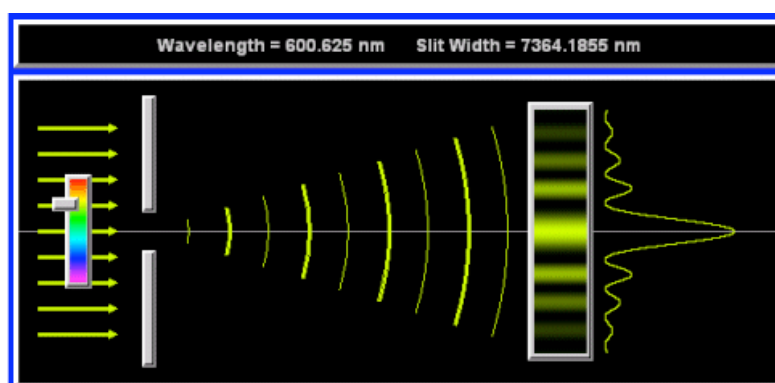 Wavelength = 600.625 nm Slit Width = 7364.1855 nm